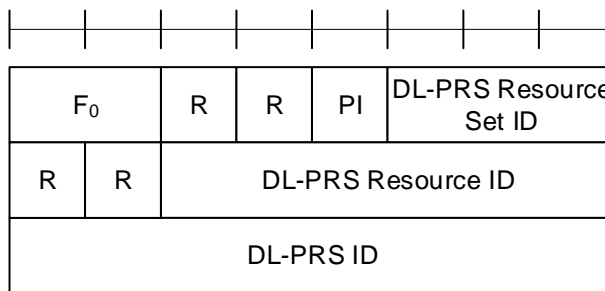 F₀ R R PI DL-PRS Resource
Set ID
R R DL-PRS Resource ID
DL-PRS ID